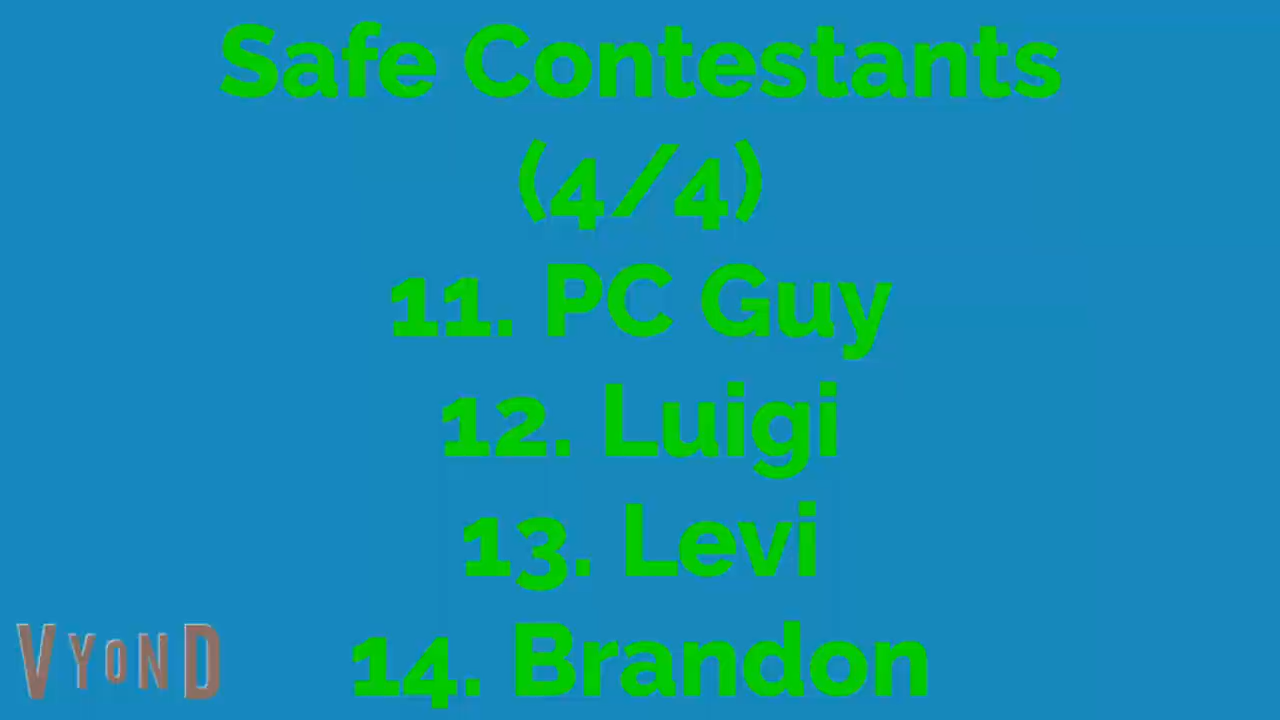 Safe Contestants
(4/4)
11. PC Guy
12. Luigi
13. Levi
14. Brandon
VYOND